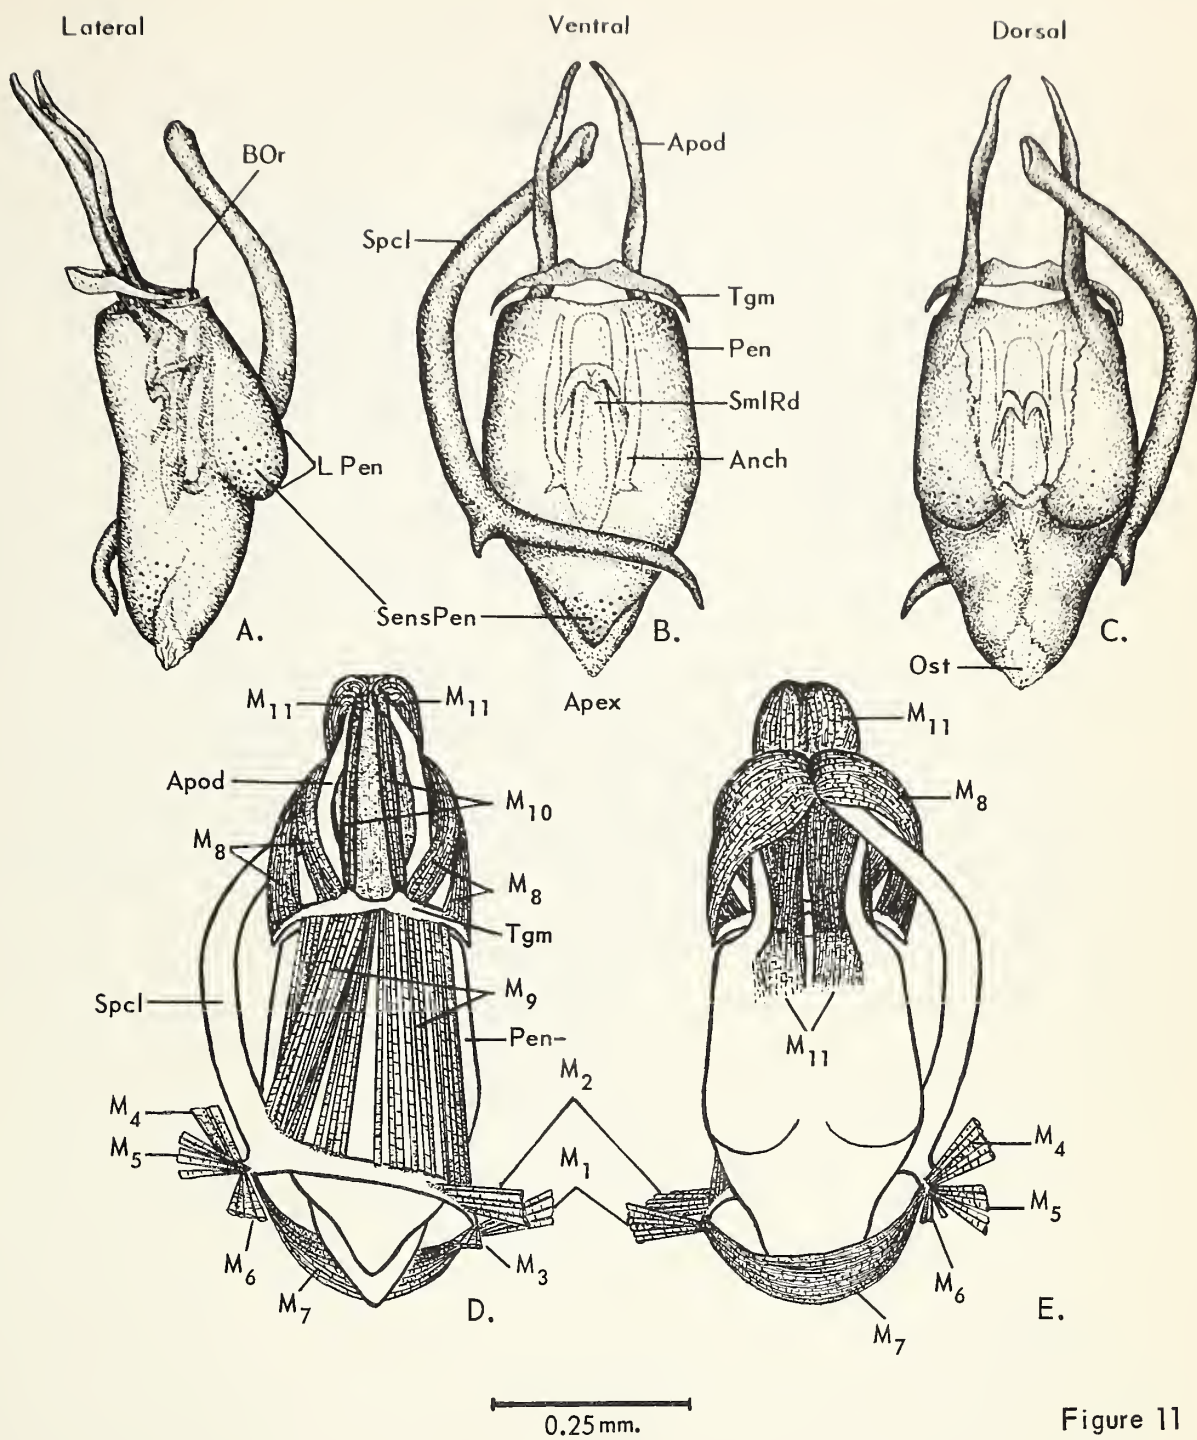 Lateral
Ventral
Dorsal
BOr
Apod
Spcl
Tgm
Pen
SmlRd
Anch
L Pen
SensPen
A.
B.
C.
Ost
Apex
M11
M11
M11
Apod
M10
M8
M8
M8
Tgm
Spcl
M9
Pen
M11
M2
M4
M5
M1
M4
M5
M6
M3
M6
M7
D.
E.
M7
0.25mm.
Figure 11